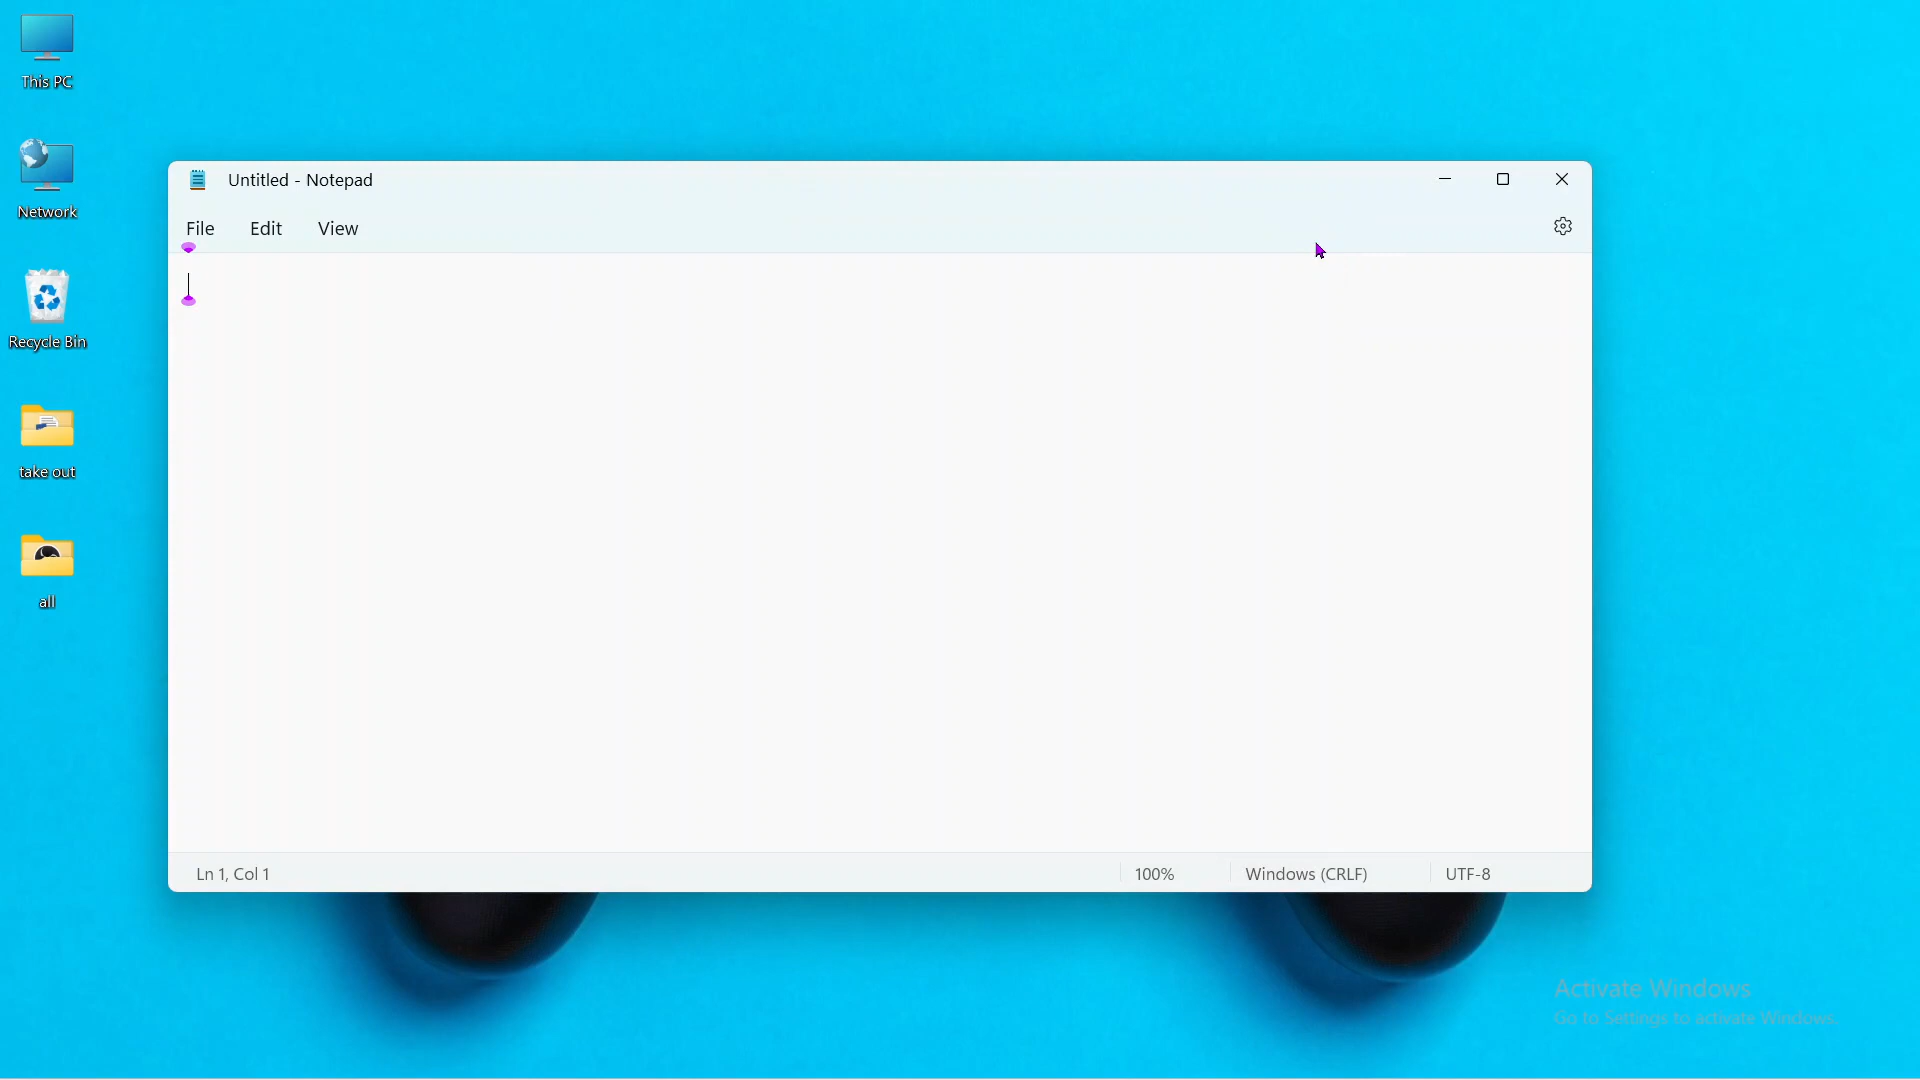 This PC
Network
Recycle Bin
take out
all
Untitled - Notepad
File Edit View
Ln 1, Col 1
100%
Windows (CRLF)
UTF-8
Activate Windows
Go to Settings to activate Windows.